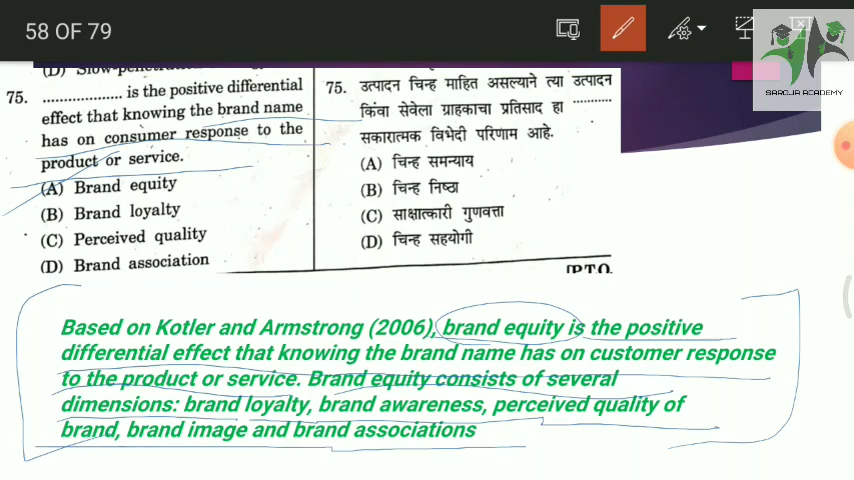 58 OF 79
SAROJA ACADEMY
75. ................... is the positive differential
effect that knowing the brand name
has on consumer response to the
product or service.
(A) Brand equity
(B) Brand loyalty
(C) Perceived quality
(D) Brand association
75. उत्पादन चिन्ह माहित असल्याने त्या उत्पादन
किंवा सेवेला ग्राहकाचा प्रतिसाद हा ...........
सकारात्मक विभेदी परिणाम आहे.
(A) चिन्ह समन्याय
(B) चिन्ह निष्ठा
(C) साक्षात्कारी गुणवत्ता
(D) चिन्ह सहयोगी
[P.T.O.
Based on Kotler and Armstrong (2006), brand equity is the positive
differential effect that knowing the brand name has on customer response
to the product or service. Brand equity consists of several
dimensions: brand loyalty, brand awareness, perceived quality of
brand, brand image and brand associations